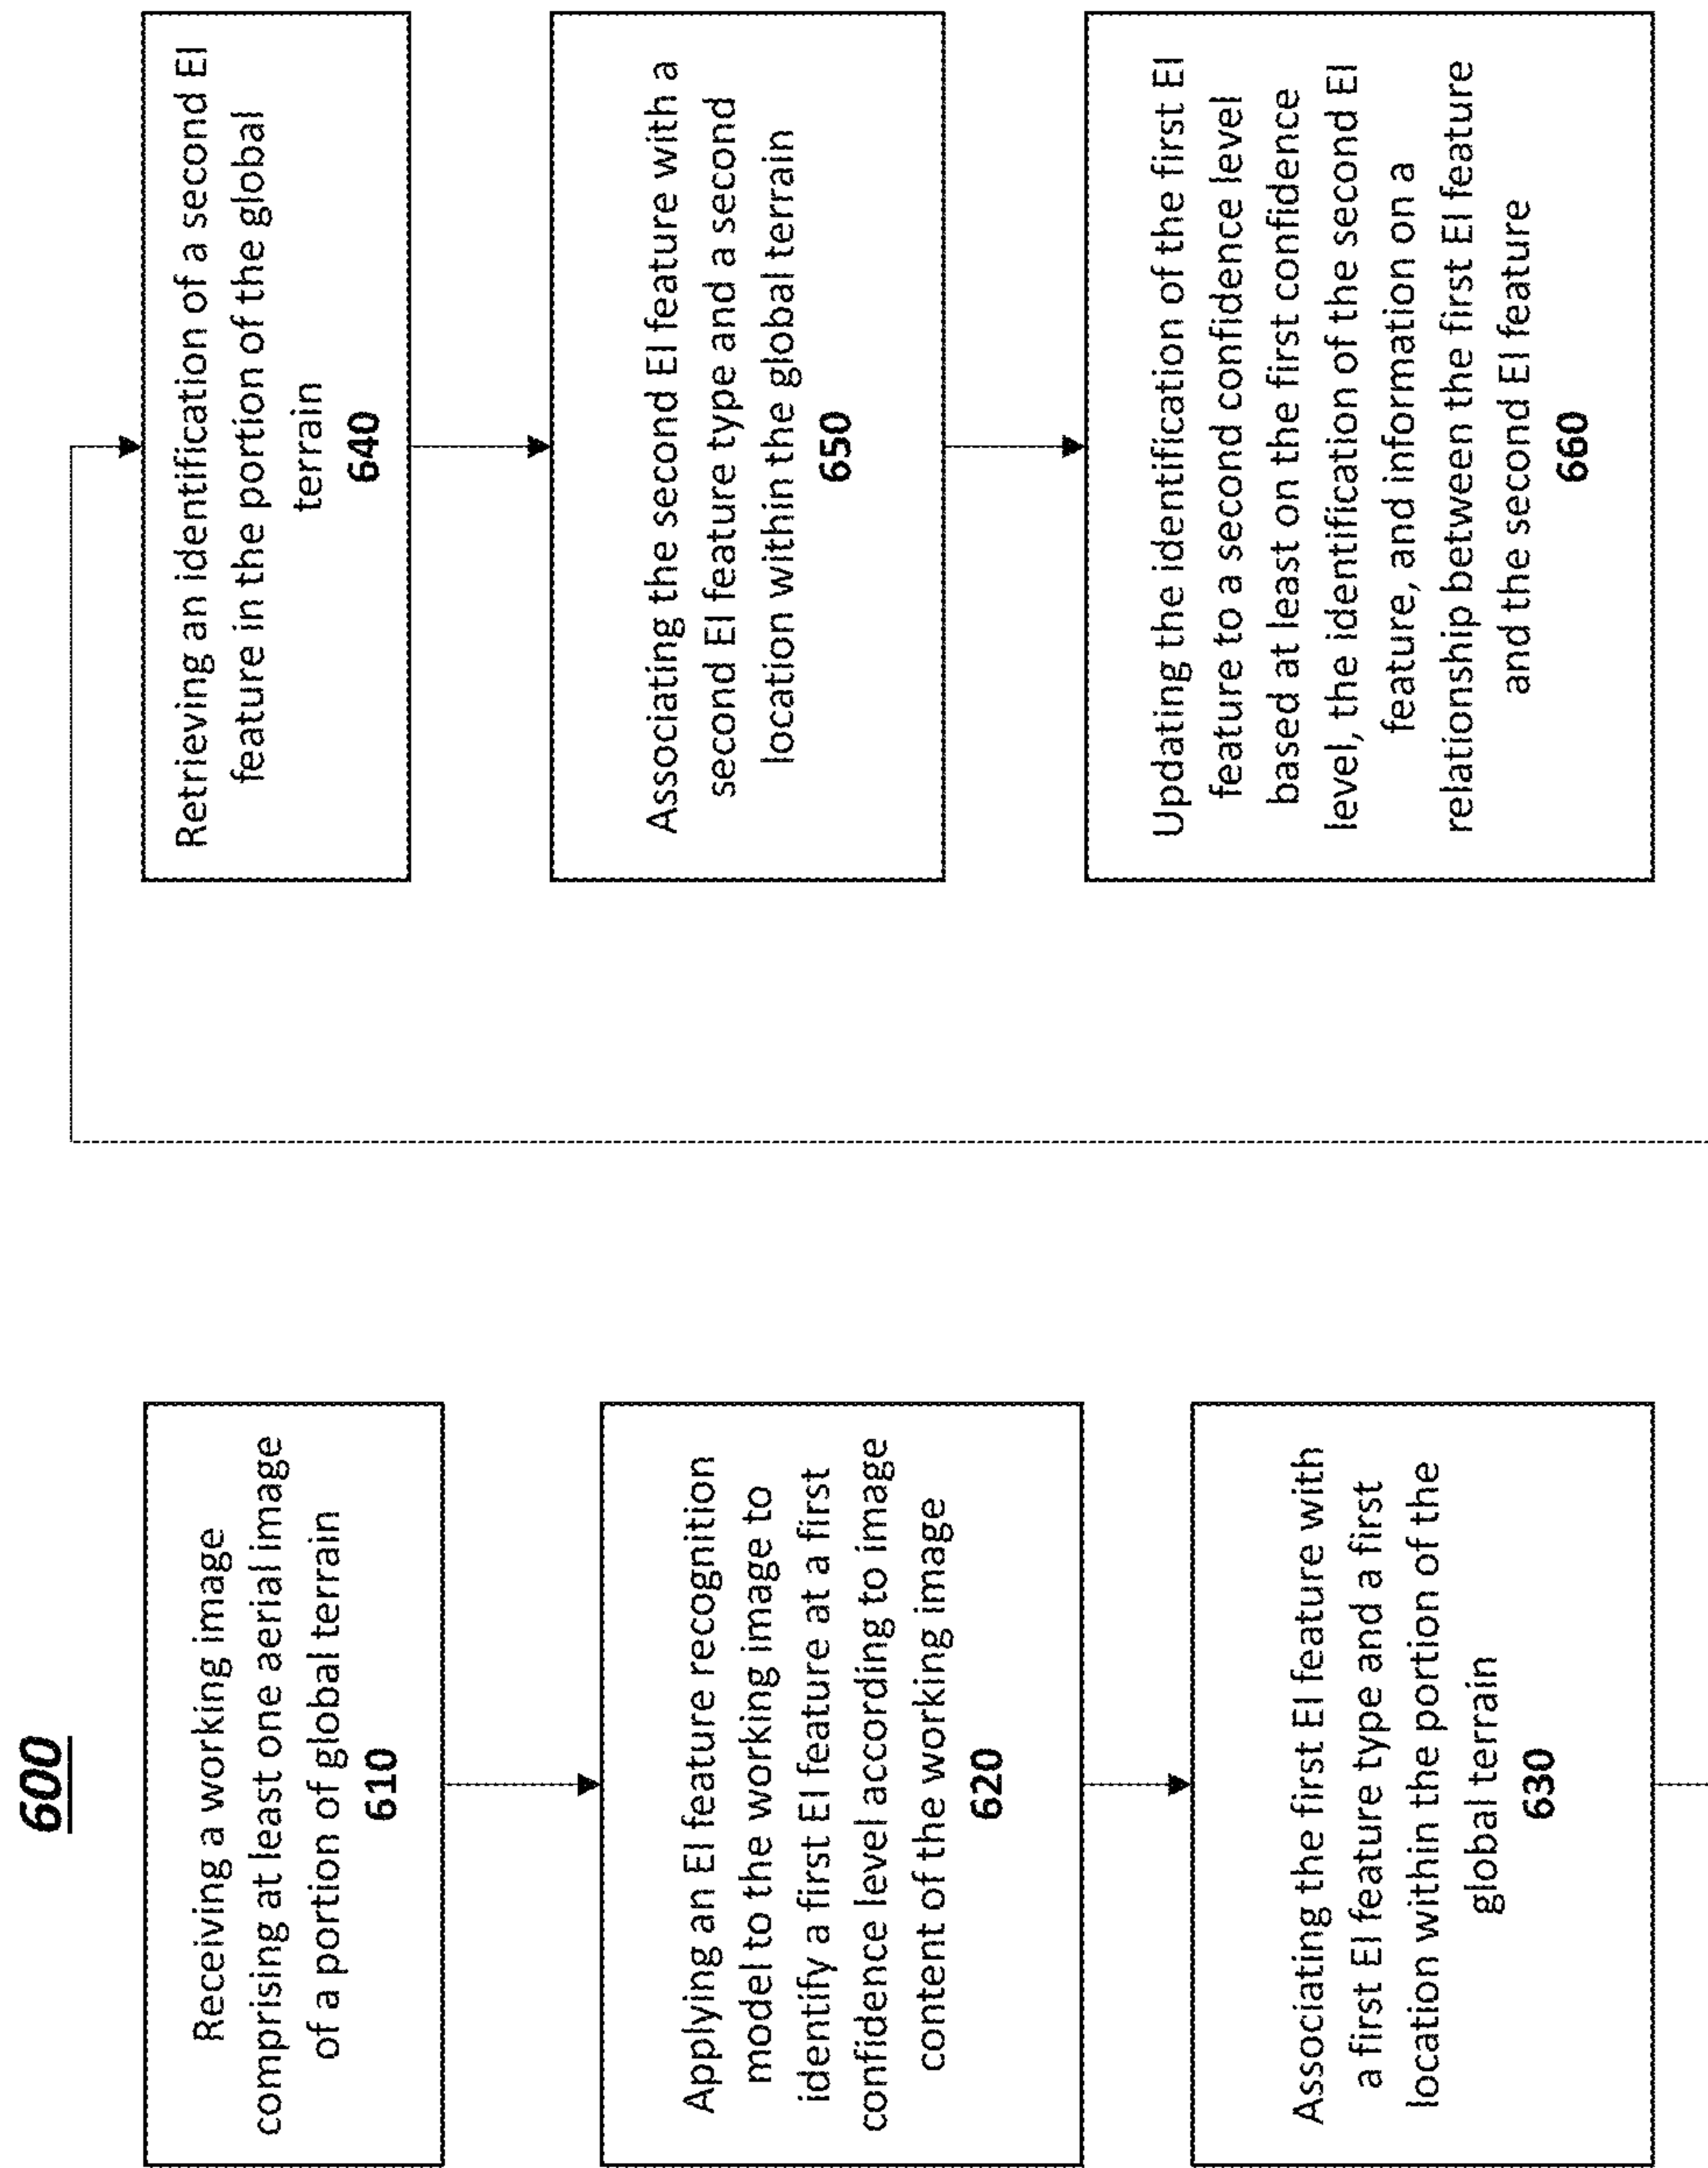 600
Receiving a working image
comprising at least one aerial image
of a portion of global terrain
610
Applying an EI feature recognition
model to the working image to
identify a first EI feature at a first
confidence level according to image
content of the working image
620
Associating the first EI feature with
a first EI feature type and a first
location within the portion of the
global terrain
630
Retrieving an identification of a second EI
feature in the portion of the global
terrain
640
Associating the second EI feature with a
second EI feature type and a second
location within the global terrain
650
Updating the identification of the first EI
feature to a second confidence level
based at least on the first confidence
level, the identification of the second EI
feature, and information on a
relationship between the first EI feature
and the second EI feature
660